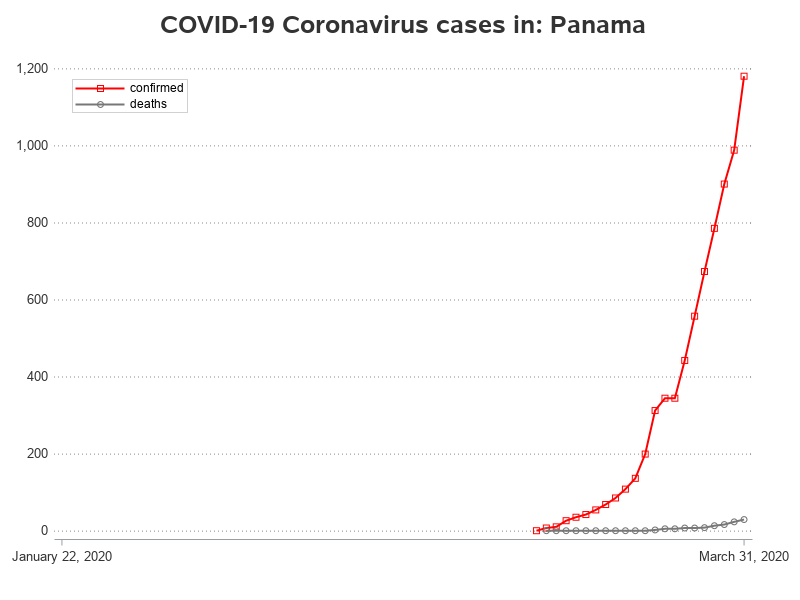 COVID-19 Coronavirus cases in: Panama
confirmed
deaths
1,200
1,000
800
600
400
200
0
January 22, 2020
March 31, 2020